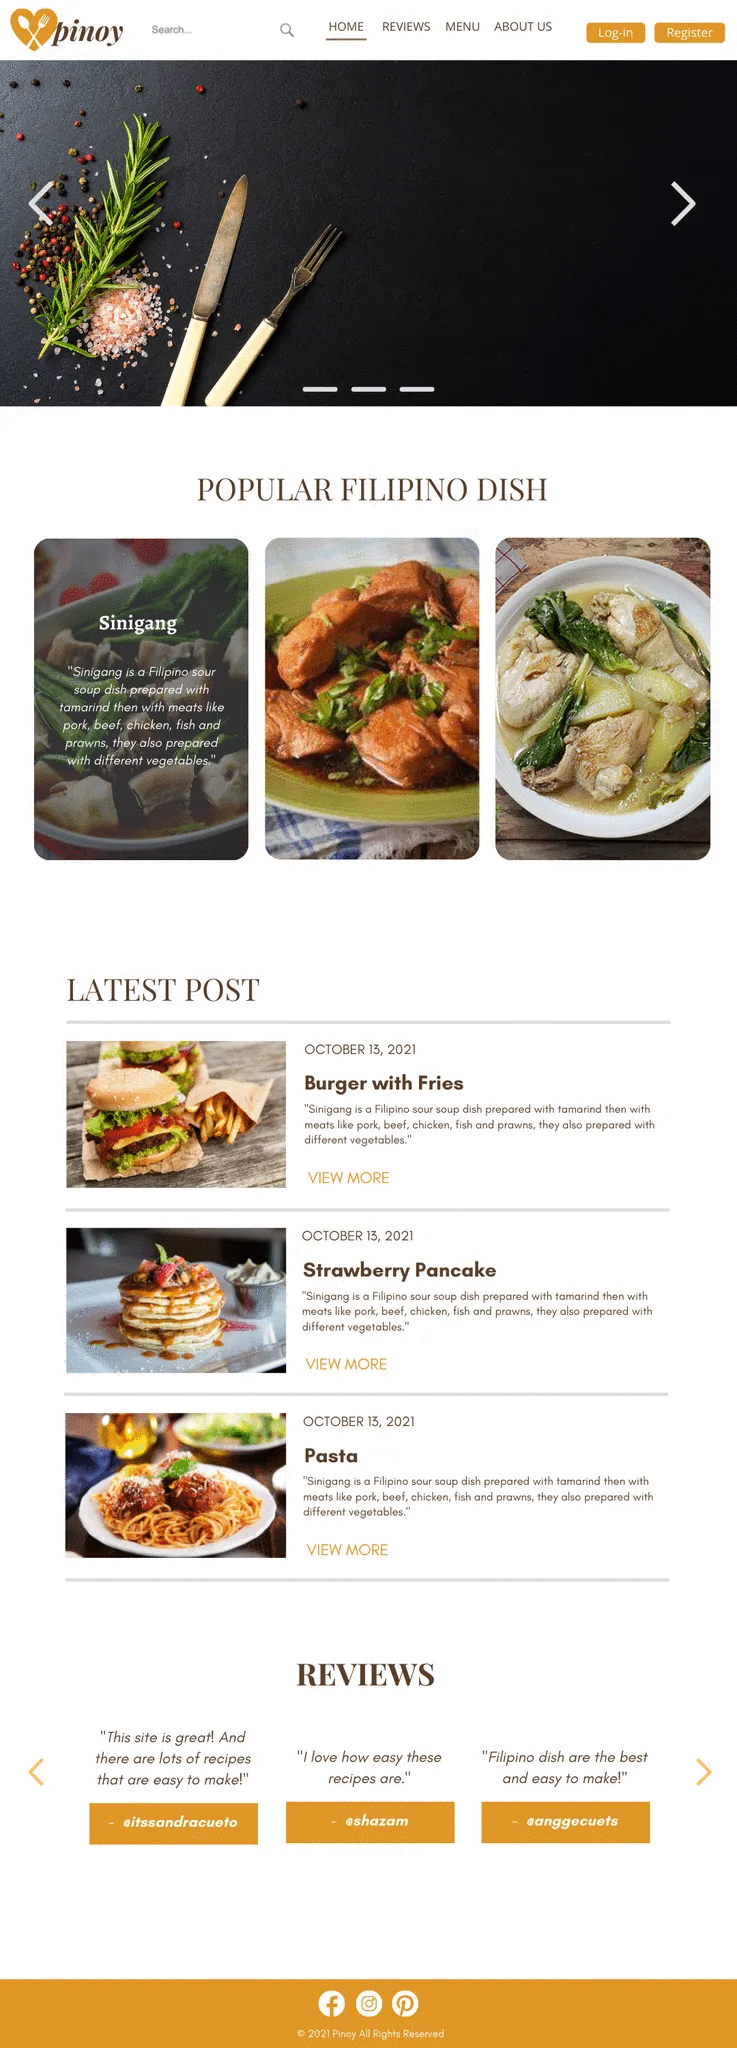 pinoy
Search...
HOME
REVIEWS
MENU
ABOUT US
Log-in
Register
POPULAR FILIPINO DISH
Sinigang
"Sinigang is a Filipino sour
soup dish prepared with
tamarind then with meats like
pork, beef, chicken, fish and
prawns, they also prepared
with different vegetables."
LATEST POST
OCTOBER 13, 2021
Burger with Fries
"Sinigang is a Filipino sour soup dish prepared with tamarind then with
meats like pork, beef, chicken, fish and prawns, they also prepared with
different vegetables."
VIEW MORE
OCTOBER 13, 2021
Strawberry Pancake
"Sinigang is a Filipino sour soup dish prepared with tamarind then with
meats like pork, beef, chicken, fish and prawns, they also prepared with
different vegetables."
VIEW MORE
OCTOBER 13, 2021
Pasta
"Sinigang is a Filipino sour soup dish prepared with tamarind then with
meats like pork, beef, chicken, fish and prawns, they also prepared with
different vegetables."
VIEW MORE
REVIEWS
"This site is great! And
there are lots of recipes
that are easy to make!"
- @itssandracueto
"I love how easy these
recipes are."
- @shazam
"Filipino dish are the best
and easy to make!"
- @anggecuets
© 2021 Pinoy All Rights Reserved